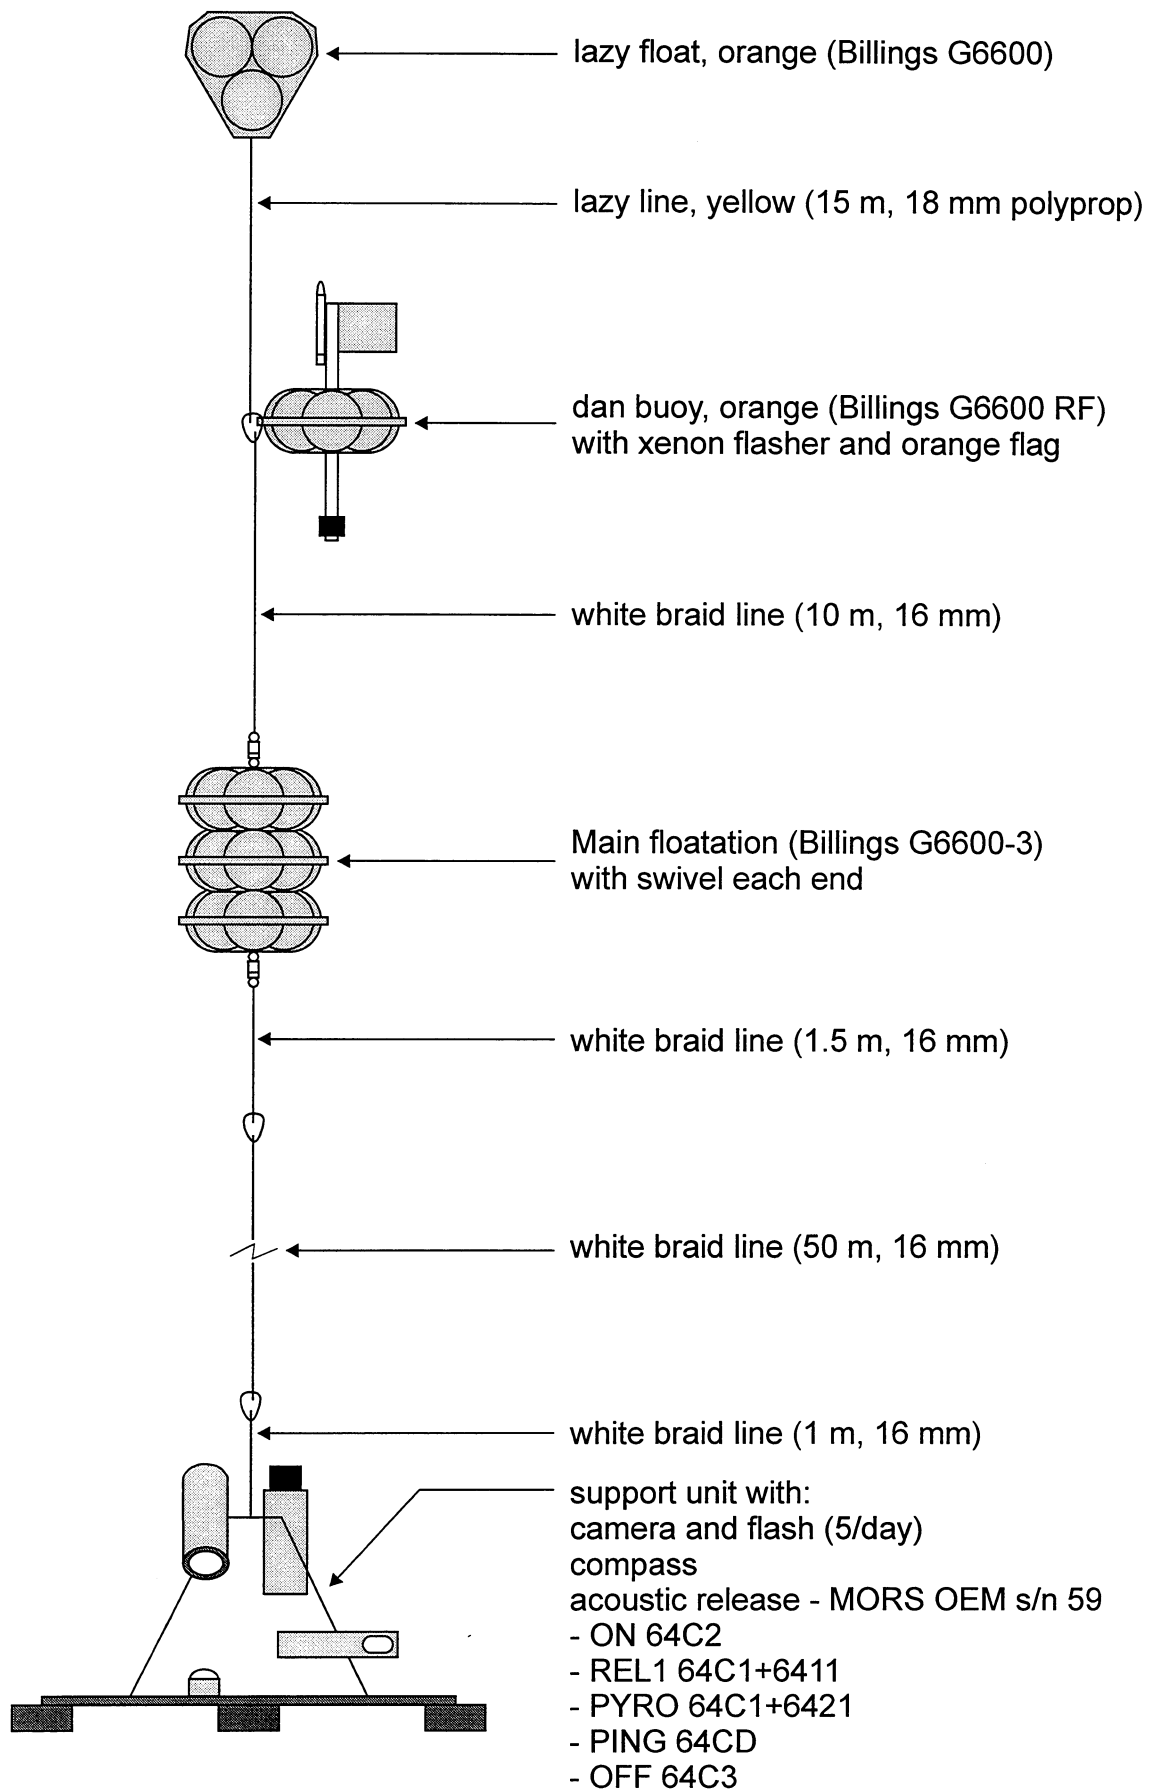 lazy float, orange (Billings G6600)
lazy line, yellow (15 m, 18 mm polyprop)
dan buoy, orange (Billings G6600 RF)
with xenon flasher and orange flag
white braid line (10 m, 16 mm)
Main floatation (Billings G6600-3)
with swivel each end
white braid line (1.5 m, 16 mm)
white braid line (50 m, 16 mm)
white braid line (1 m, 16 mm)
support unit with:
camera and flash (5/day)
compass
acoustic release - MORS OEM s/n 59
- ON 64C2
- REL1 64C1+6411
- PYRO 64C1+6421
- PING 64CD
- OFF 64C3